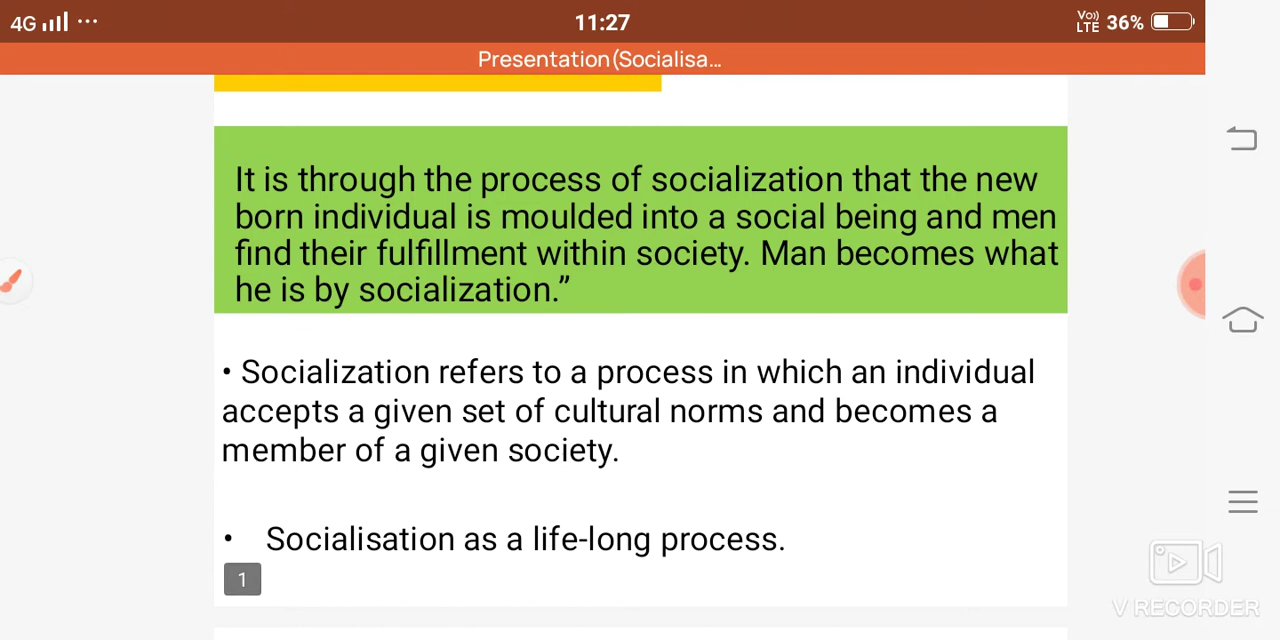 4G 11:27 Vo)) LTE 36%
Presentation(Socialisa...
It is through the process of socialization that the new
born individual is moulded into a social being and men
find their fulfillment within society. Man becomes what
he is by socialization.”
• Socialization refers to a process in which an individual
accepts a given set of cultural norms and becomes a
member of a given society.
• Socialisation as a life-long process.
1
V RECORDER